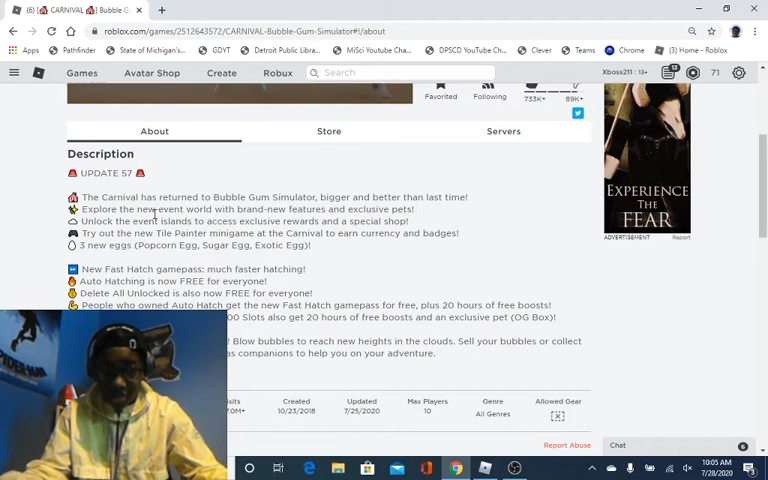 (6) [🎪 CARNIVAL 🎪] Bubble G
roblox.com/games/2512643572/CARNIVAL-Bubble-Gum-Simulator#!/about
Apps Pathfinder State of Michigan's... GDYT Detroit Public Librar... MiSci Youtube Chan... DPSCD YouTube Ch... Clever Teams Chrome (3) Home - Roblox
Games Avatar Shop Create Robux Search Xboss211: 13+ 13 71
Favorited Following
733K+ 89K+
About Store Servers
Description
🚨 UPDATE 57 🚨
🎪 The Carnival has returned to Bubble Gum Simulator, bigger and better than last time!
✨ Explore the new event world with brand-new features and exclusive pets!
☁️ Unlock the event islands to access exclusive rewards and a special shop!
🎮 Try out the new Tile Painter minigame at the Carnival to earn currency and badges!
🥚 3 new eggs (Popcorn Egg, Sugar Egg, Exotic Egg)!
⏩ New Fast Hatch gamepass: much faster hatching!
🔥 Auto Hatching is now FREE for everyone!
💰 Delete All Unlocked is also now FREE for everyone!
💪 People who owned Auto Hatch get the new Fast Hatch gamepass for free, plus 20 hours of free boosts!
00 Slots also get 20 hours of free boosts and an exclusive pet (OG Box)!
! Blow bubbles to reach new heights in the clouds. Sell your bubbles or collect
as companions to help you on your adventure.
isits Created Updated Max Players Genre Allowed Gear
7.0M+ 10/23/2018 7/25/2020 10 All Genres
Report Abuse
EXPERIENCE
THE
FEAR
ADVERTISEMENT Report
Chat 6
10:05 AM
7/28/2020
3